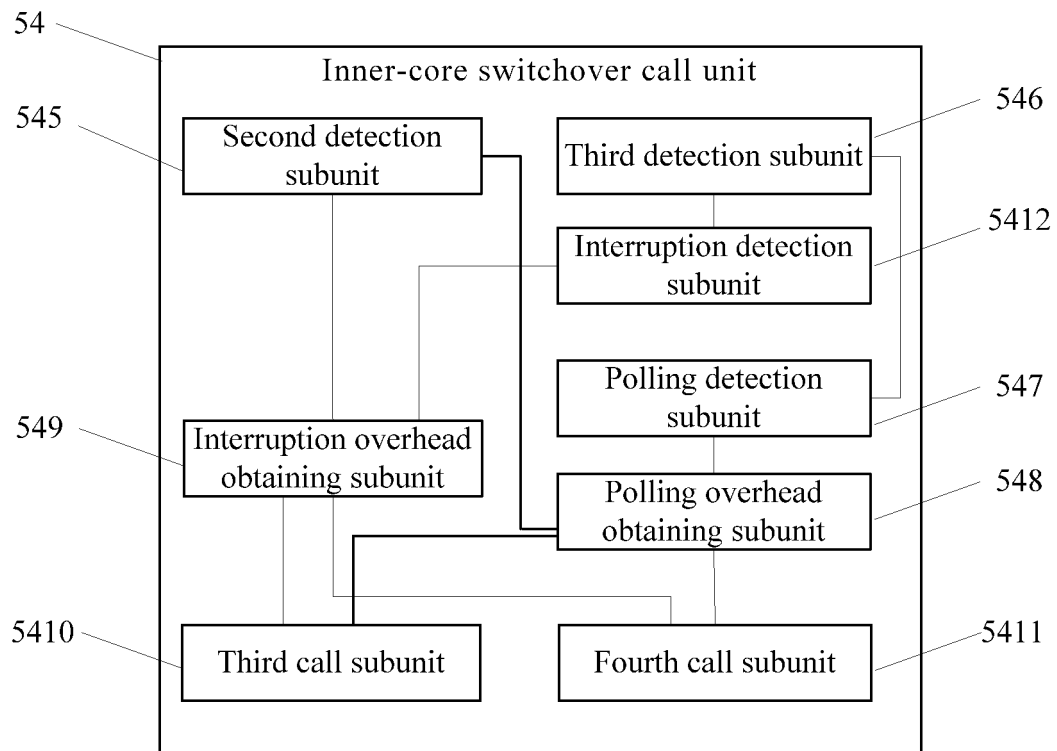 54
Inner-core switchover call unit
545
Second detection
subunit
546
Third detection subunit
5412
Interruption detection
subunit
Polling detection
subunit
547
549
Interruption overhead
obtaining subunit
548
Polling overhead
obtaining subunit
5410
Third call subunit
Fourth call subunit
5411